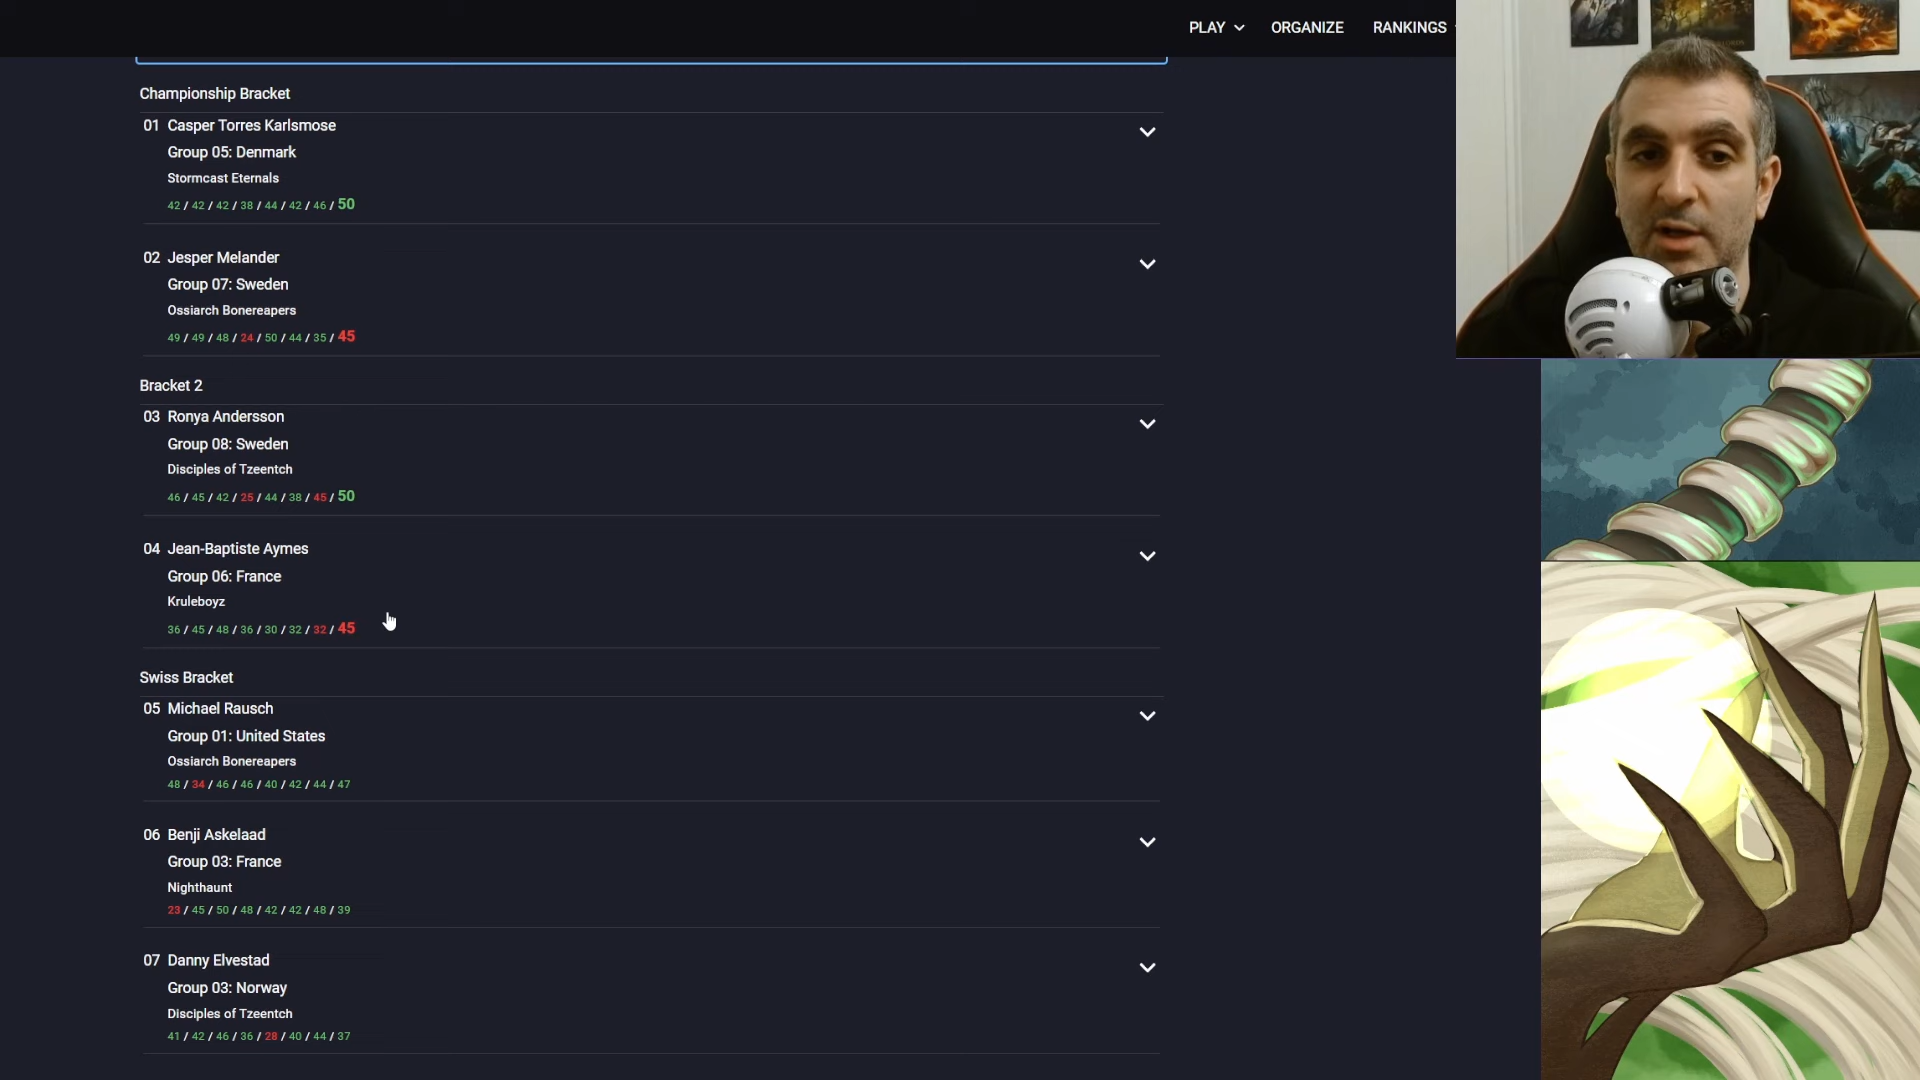 PLAY ORGANIZE RANKINGS
Championship Bracket
01 Casper Torres Karlsmose
Group 05: Denmark
Stormcast Eternals
42 / 42 / 42 / 38 / 44 / 42 / 46 / 50
02 Jesper Melander
Group 07: Sweden
Ossiarch Bonereapers
49 / 49 / 48 / 24 / 50 / 44 / 35 / 45
Bracket 2
03 Ronya Andersson
Group 08: Sweden
Disciples of Tzeentch
46 / 45 / 42 / 25 / 44 / 38 / 45 / 50
04 Jean-Baptiste Aymes
Group 06: France
Kruleboyz
36 / 45 / 48 / 36 / 30 / 32 / 32 / 45
Swiss Bracket
05 Michael Rausch
Group 01: United States
Ossiarch Bonereapers
48 / 34 / 46 / 46 / 40 / 42 / 44 / 47
06 Benji Askelaad
Group 03: France
Nighthaunt
23 / 45 / 50 / 48 / 42 / 42 / 48 / 39
07 Danny Elvestad
Group 03: Norway
Disciples of Tzeentch
41 / 42 / 46 / 36 / 28 / 40 / 44 / 37